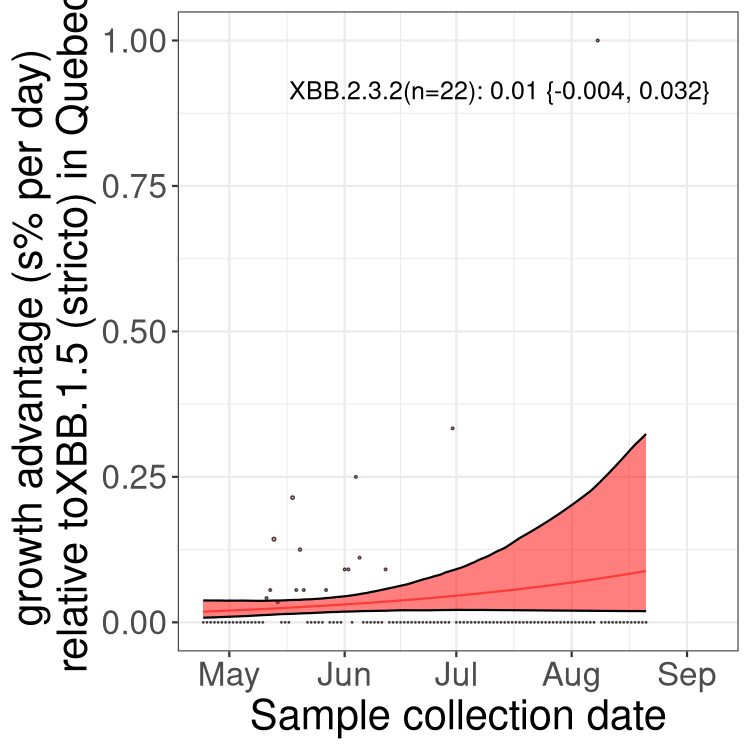 growth advantage (s% per day)
relative toXBB.1.5 (stricto) in Quebec
1.00
0.75
0.50
0.25
0.00
XBB.2.3.2(n=22): 0.01 {-0.004, 0.032}
May Jun Jul Aug Sep
Sample collection date